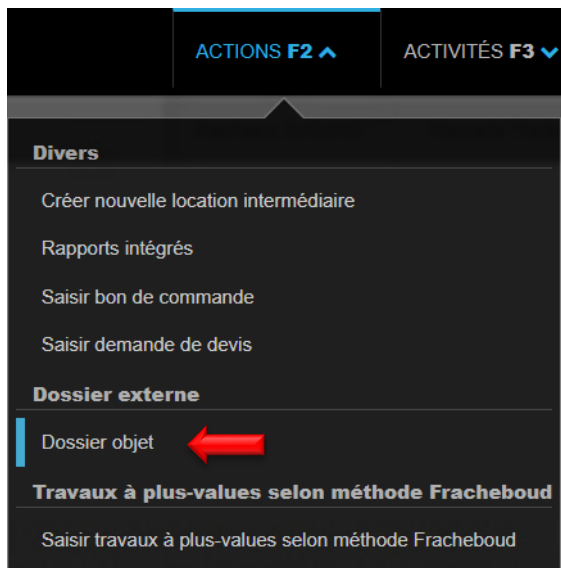 ACTIONS F2 ACTIVITÉS F3
Divers
Créer nouvelle location intermédiaire
Rapports intégrés
Saisir bon de commande
Saisir demande de devis
Dossier externe
Dossier objet
Travaux à plus-values selon méthode Fracheboud
Saisir travaux à plus-values selon méthode Fracheboud